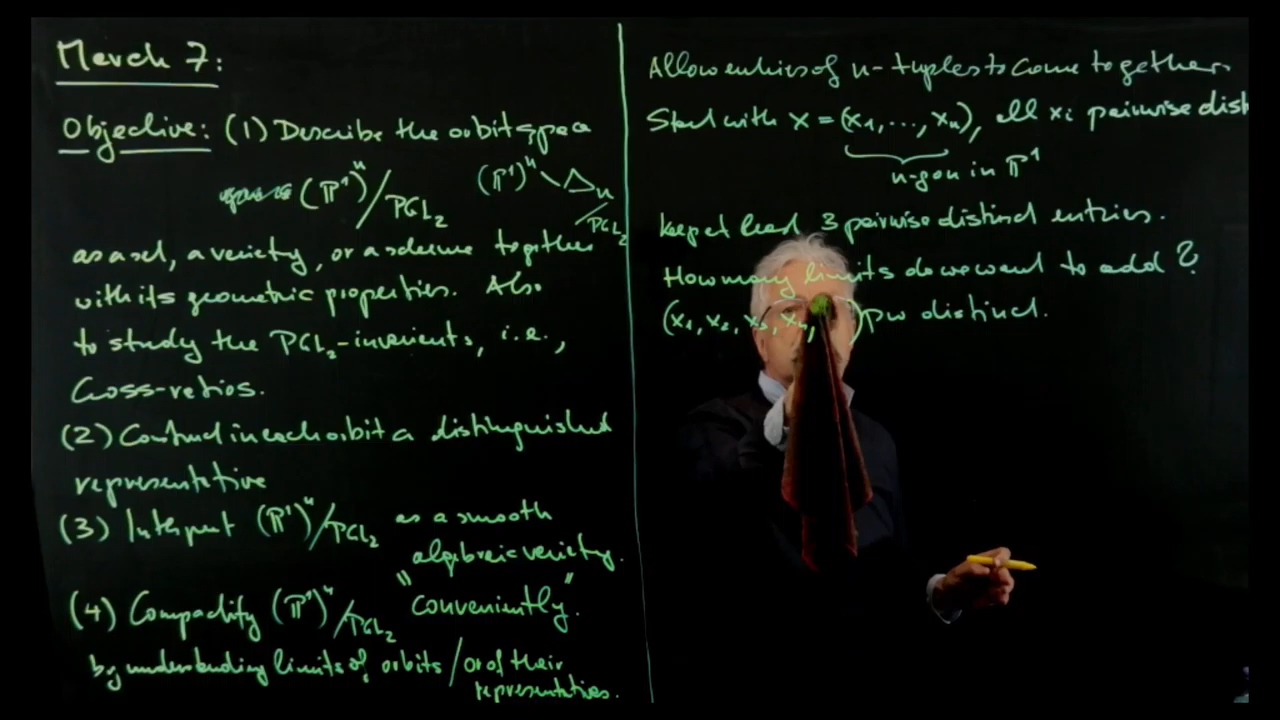 March 7:
Objective: (1) Describe the orbit space
(ℙ¹)ⁿ/PGL₂ (ℙ¹)ⁿ\Δₙ/PGL₂
as a set, a variety, or a scheme together
with its geometric properties. Also
to study the PGL₂-invariants, i.e.,
Cross-ratios.
(2) Construct in each orbit a distinguished
representative
(3) Interpret (ℙ¹)ⁿ/PGL₂ as a smooth
algebraic variety.
(4) Compactify (ℙ¹)ⁿ/PGL₂ "conveniently".
by understanding limits of orbits / or of their
representatives.
Allow entries of n-tuples to come together.
Start with x = (x₁, ..., xₙ), all xᵢ pairwise dist
n-gon in ℙ¹
keep at least 3 pairwise distinct entries.
How many limits do we want to add?
(x₁, x₂, x₃, x₄, ) pw distinct.